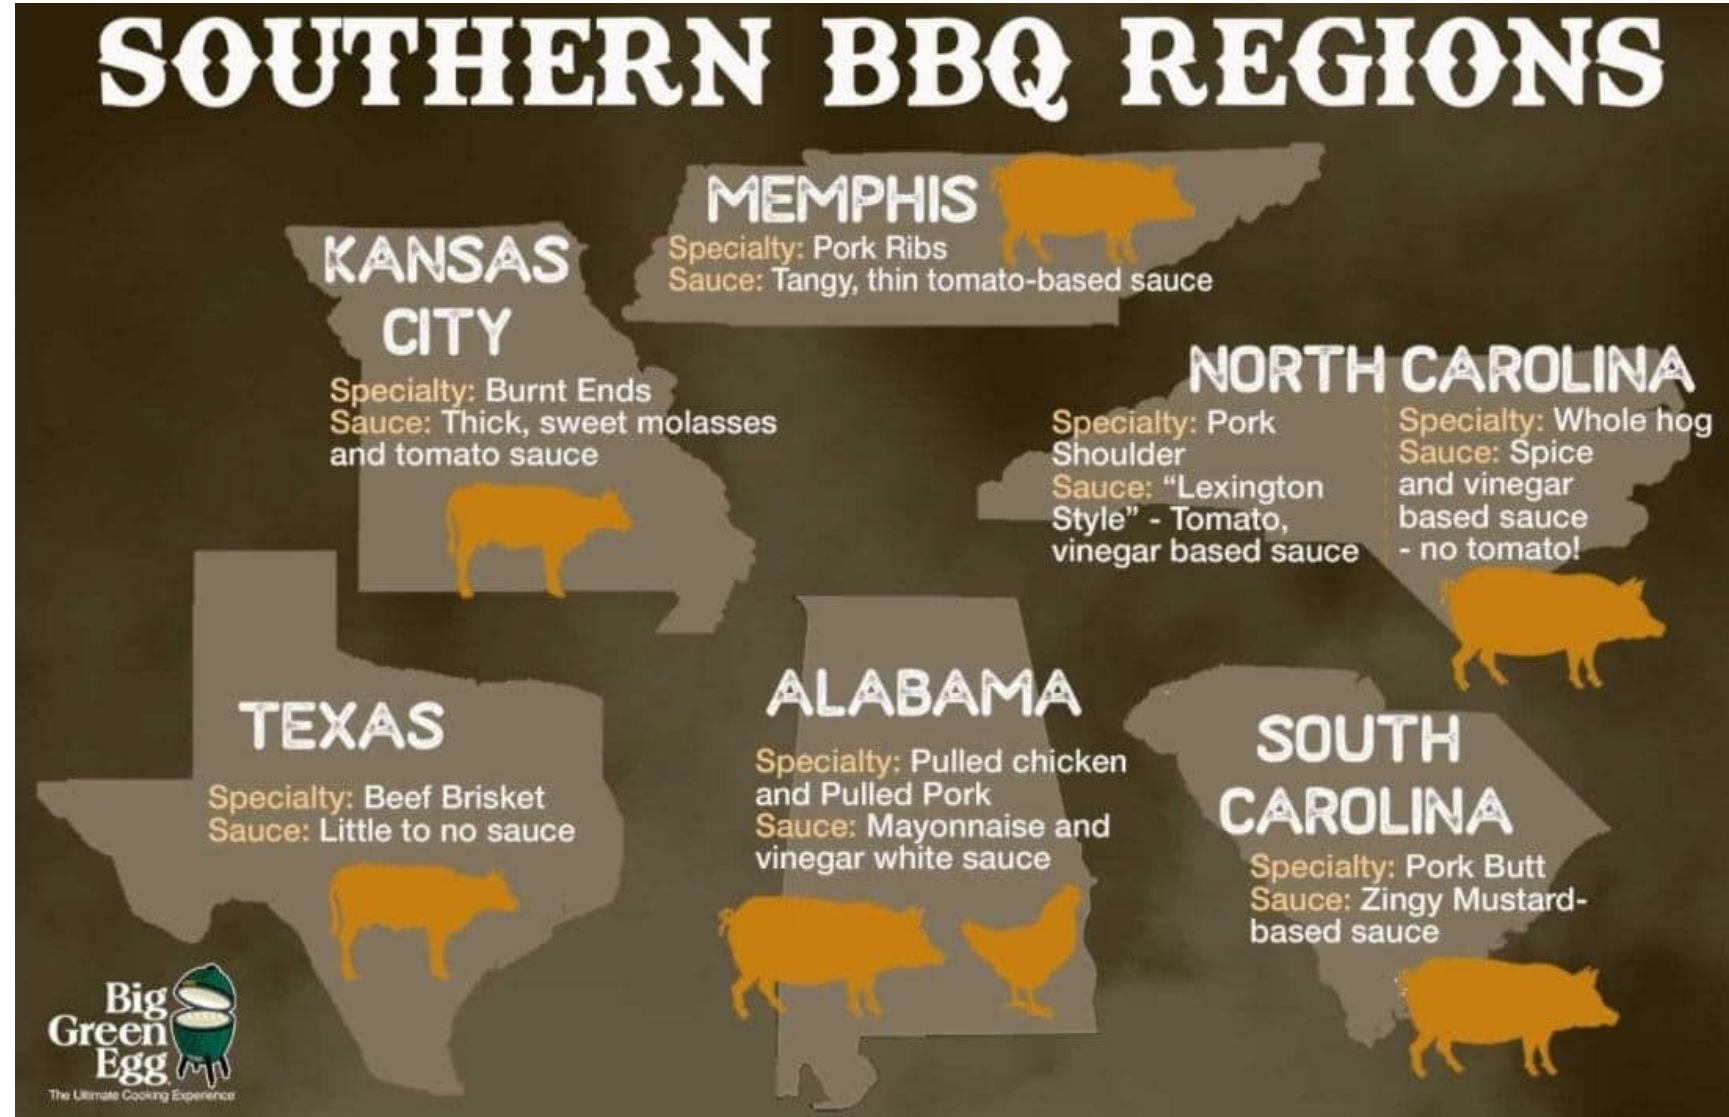 SOUTHERN BBQ REGIONS
MEMPHIS
Specialty: Pork Ribs
Sauce: Tangy, thin tomato-based sauce
KANSAS
CITY
Specialty: Burnt Ends
Sauce: Thick, sweet molasses
and tomato sauce
NORTH CAROLINA
Specialty: Pork
Shoulder
Sauce: “Lexington
Style” - Tomato,
vinegar based sauce
Specialty: Whole hog
Sauce: Spice
and vinegar
based sauce
- no tomato!
TEXAS
Specialty: Beef Brisket
Sauce: Little to no sauce
ALABAMA
Specialty: Pulled chicken
and Pulled Pork
Sauce: Mayonnaise and
vinegar white sauce
SOUTH
CAROLINA
Specialty: Pork Butt
Sauce: Zingy Mustard-
based sauce
Big
Green
Egg
The Ultimate Cooking Experience